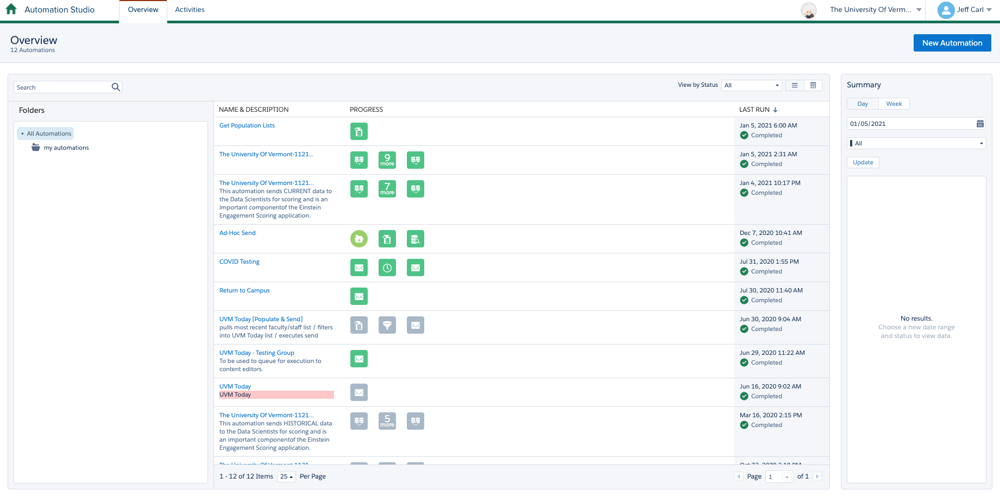 Automation Studio
Overview
Activities
The University Of Verm...
Jeff Carl
Overview
12 Automations
New Automation
Search
View by Status
All
Folders
All Automations
my automations
NAME & DESCRIPTION
PROGRESS
LAST RUN
Get Population Lists
Jan 5, 2021 6:00 AM
Completed
The University Of Vermont-1121...
9
more
Jan 5, 2021 2:31 AM
Completed
The University Of Vermont-1121...
This automation sends CURRENT data to
the Data Scientists for scoring and is an
important componentof the Einstein
Engagement Scoring application.
7
more
Jan 4, 2021 10:17 PM
Completed
Ad-Hoc Send
Dec 7, 2020 10:41 AM
Completed
COVID Testing
Jul 31, 2020 1:55 PM
Completed
Return to Campus
Jul 30, 2020 11:40 AM
Completed
UVM Today [Populate & Send]
pulls most recent faculty/staff list / filters
into UVM Today list / executes send
Jun 30, 2020 9:04 AM
Completed
UVM Today - Testing Group
To be used to queue for execution to
content editors.
Jun 29, 2020 11:22 AM
Completed
UVM Today
UVM Today
Jun 16, 2020 9:02 AM
Completed
The University Of Vermont-1121...
This automation sends HISTORICAL data
to the Data Scientists for scoring and is
an important componentof the Einstein
Engagement Scoring application.
5
more
Mar 16, 2020 2:15 PM
Completed
The University Of Vermont-1121
1 - 12 of 12 Items
25
Per Page
Page
1
of 1
Summary
Day
Week
01/05/2021
All
Update
No results.
Choose a new date range
and status to view data.